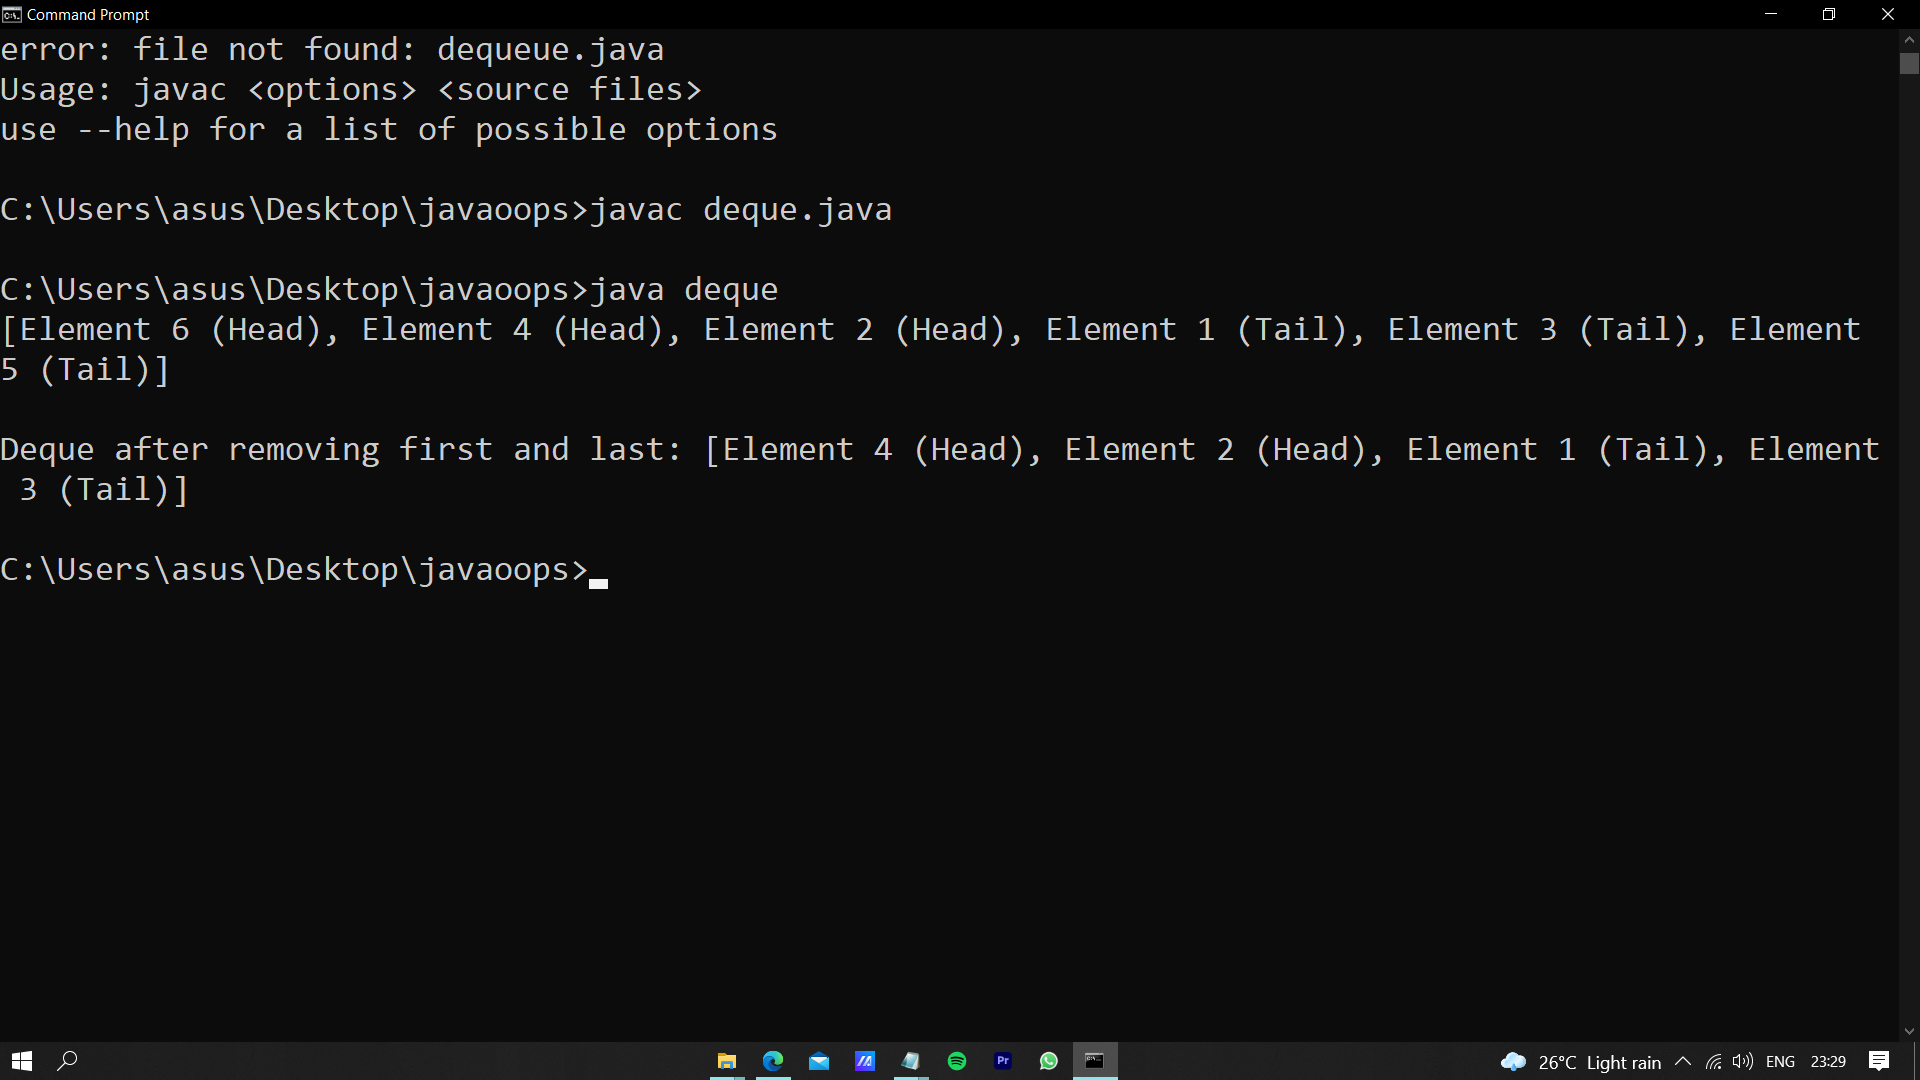 Command Prompt
error: file not found: dequeue.java
Usage: javac <options> <source files>
use --help for a list of possible options
C:\Users\asus\Desktop\javaoops>javac deque.java
C:\Users\asus\Desktop\javaoops>java deque
[Element 6 (Head), Element 4 (Head), Element 2 (Head), Element 1 (Tail), Element 3 (Tail), Element
5 (Tail)]
Deque after removing first and last: [Element 4 (Head), Element 2 (Head), Element 1 (Tail), Element
 3 (Tail)]
C:\Users\asus\Desktop\javaoops>
Pr 26°C Light rain ENG 23:29